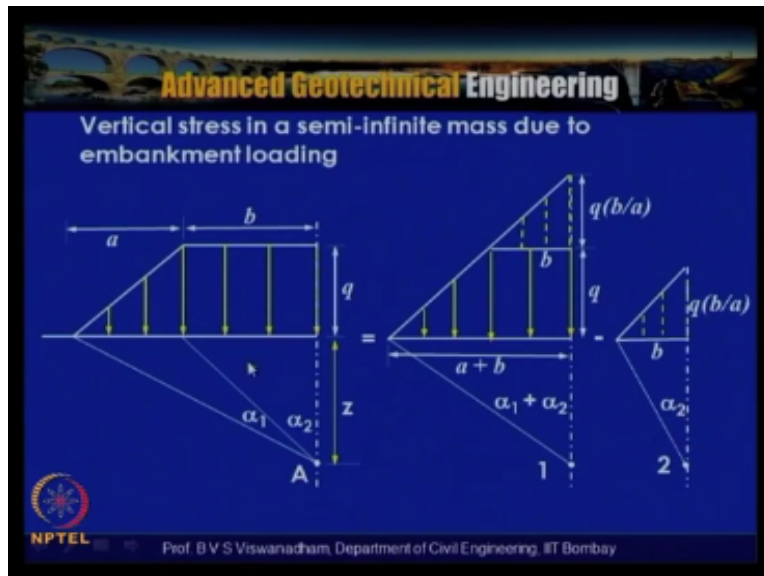 Advanced Geotechnical Engineering
Vertical stress in a semi-infinite mass due to
embankment loading
a
b
q
α1
α2
z
A
=
q(b/a)
b
q
a + b
α1 + α2
1
-
q(b/a)
b
α2
2
NPTEL
Prof. B V S Viswanadham, Department of Civil Engineering, IIT Bombay